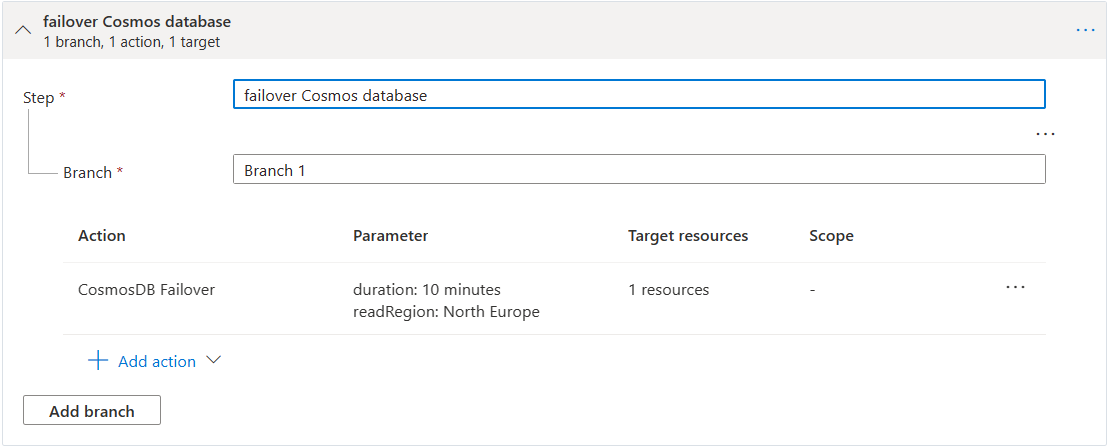 failover Cosmos database
1 branch, 1 action, 1 target
...
Step *
failover Cosmos database
...
Branch *
Branch 1
Action Parameter Target resources Scope
CosmosDB Failover duration: 10 minutes 1 resources - ...
readRegion: North Europe
+ Add action
Add branch